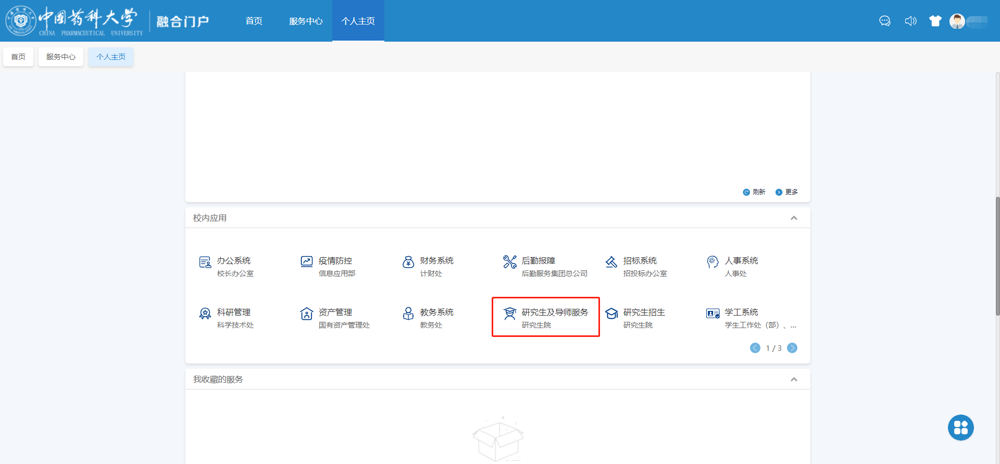 中国药科大学
CHINA PHARMACEUTICAL UNIVERSITY
融合门户
首页 服务中心 个人主页
首页 服务中心 个人主页
刷新 更多
校内应用
办公系统 疫情防控 财务系统 后勤报障 招标系统 人事系统
校长办公室 信息应用部 计财处 后勤服务集团总公司 招投标办公室 人事处
科研管理 资产管理 教务系统 研究生及导师服务 研究生招生 学工系统
科学技术处 国有资产管理处 教务处 研究生院 研究生院 学生工作处（部）、...
1 / 3
我收藏的服务